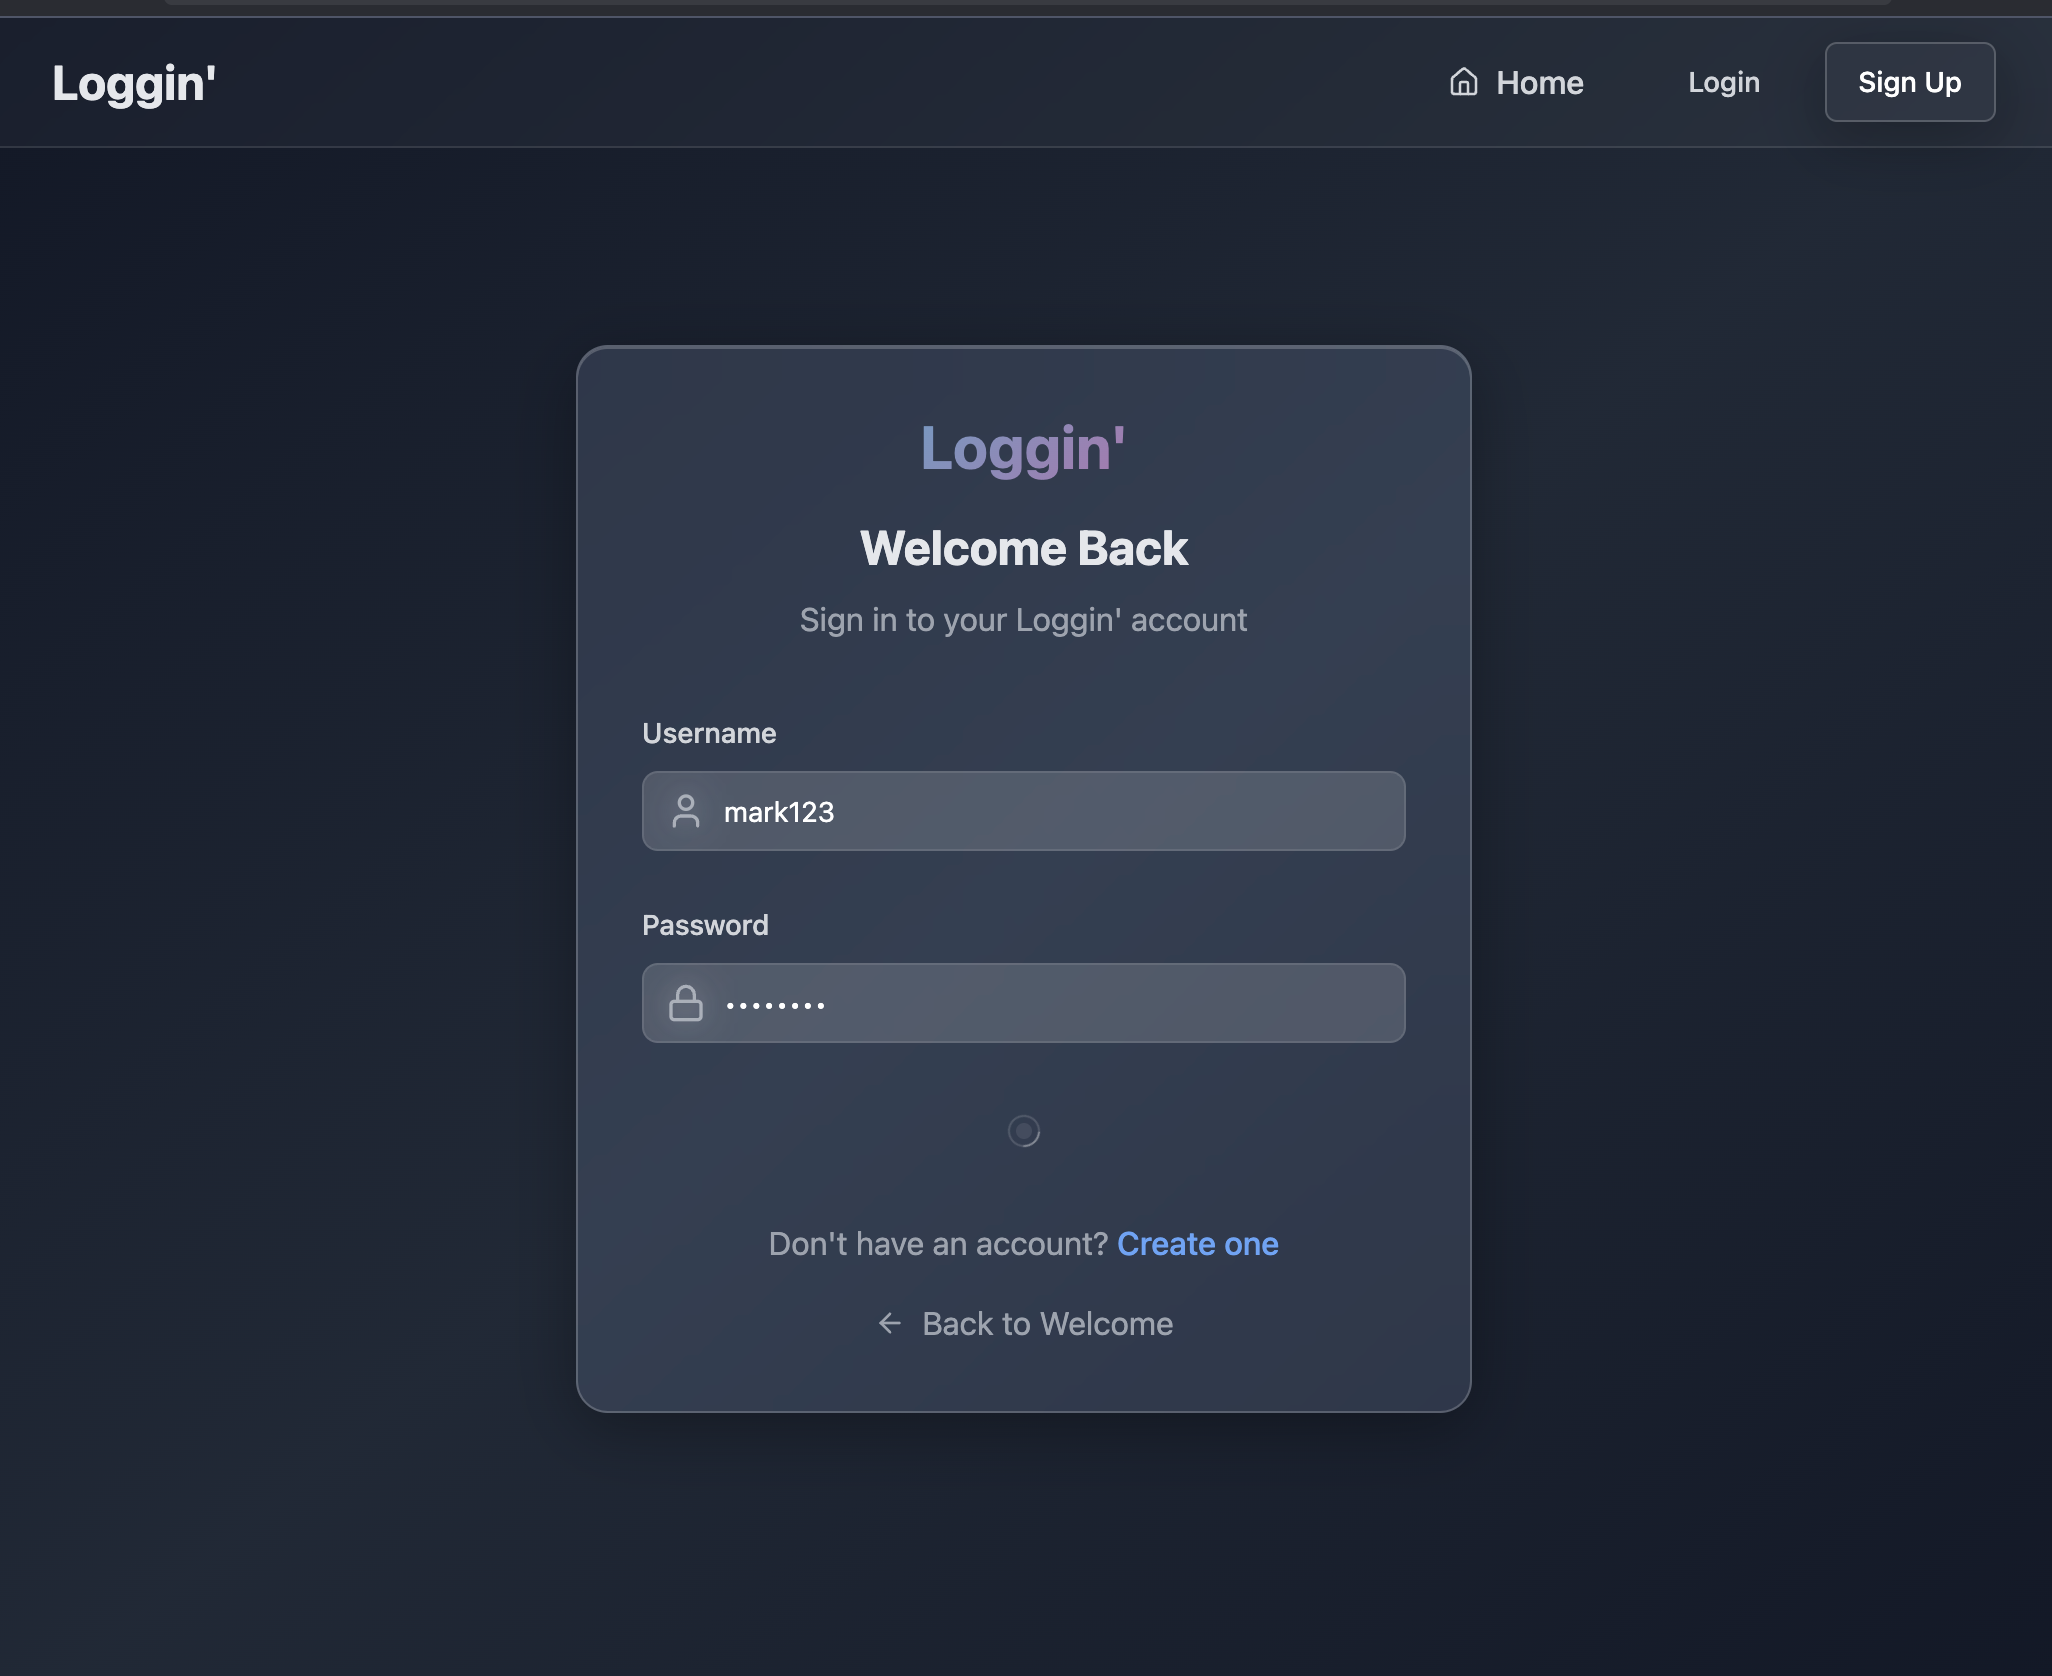 Loggin'
Home Login Sign Up
Loggin'
Welcome Back
Sign in to your Loggin' account
Username
mark123
Password
••••••••
Don't have an account? Create one
← Back to Welcome